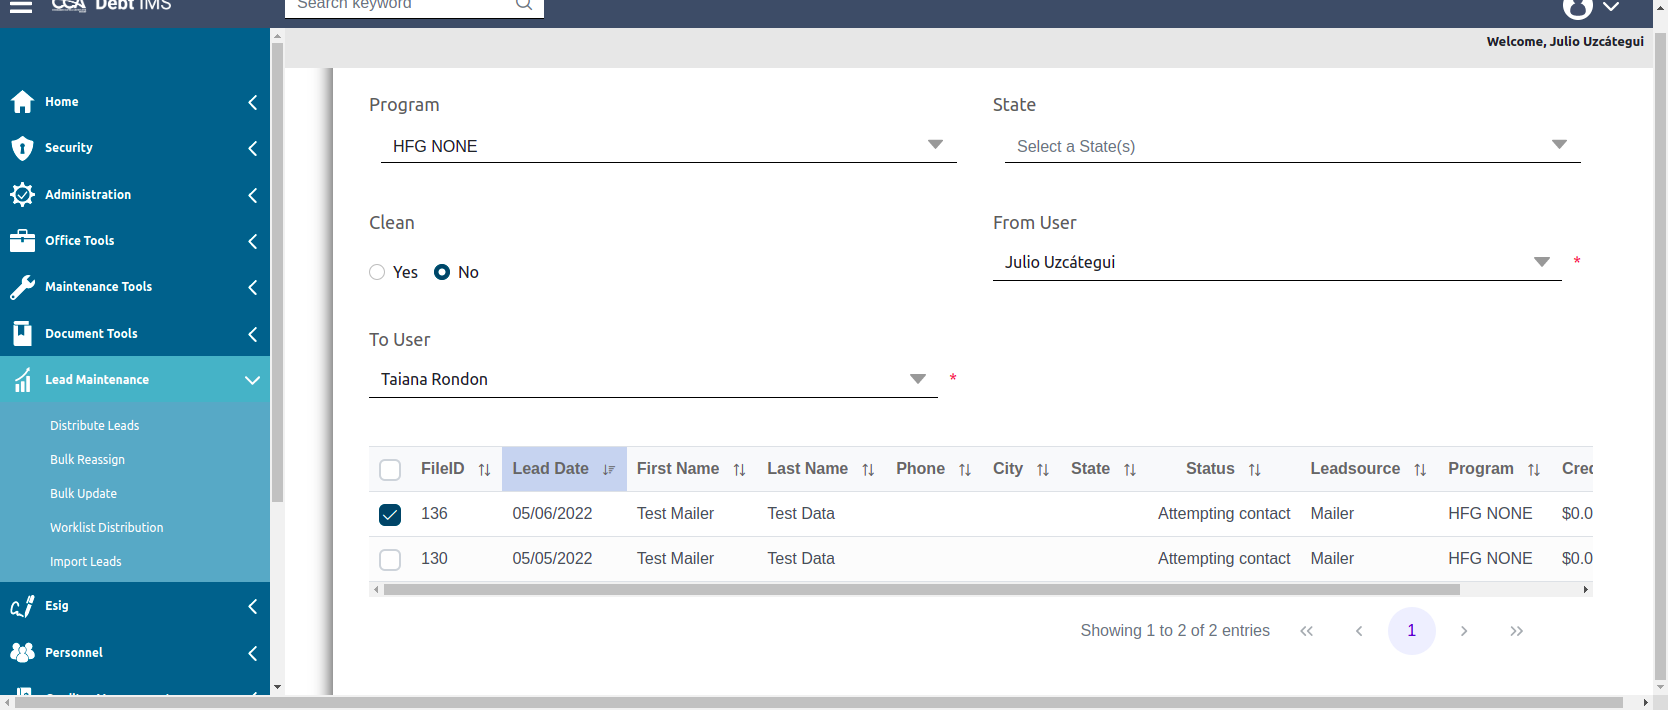 CCA Debt IMS
Search keyword
Welcome, Julio Uzcátegui
Home
Security
Administration
Office Tools
Maintenance Tools
Document Tools
Lead Maintenance
Distribute Leads
Bulk Reassign
Bulk Update
Worklist Distribution
Import Leads
Esig
Personnel
Program
HFG NONE
State
Select a State(s)
Clean
Yes No
From User
Julio Uzcátegui *
To User
Taiana Rondon *
FileID Lead Date First Name Last Name Phone City State Status Leadsource Program Cred
136 05/06/2022 Test Mailer Test Data Attempting contact Mailer HFG NONE $0.0
130 05/05/2022 Test Mailer Test Data Attempting contact Mailer HFG NONE $0.0
Showing 1 to 2 of 2 entries « ‹ 1 › »